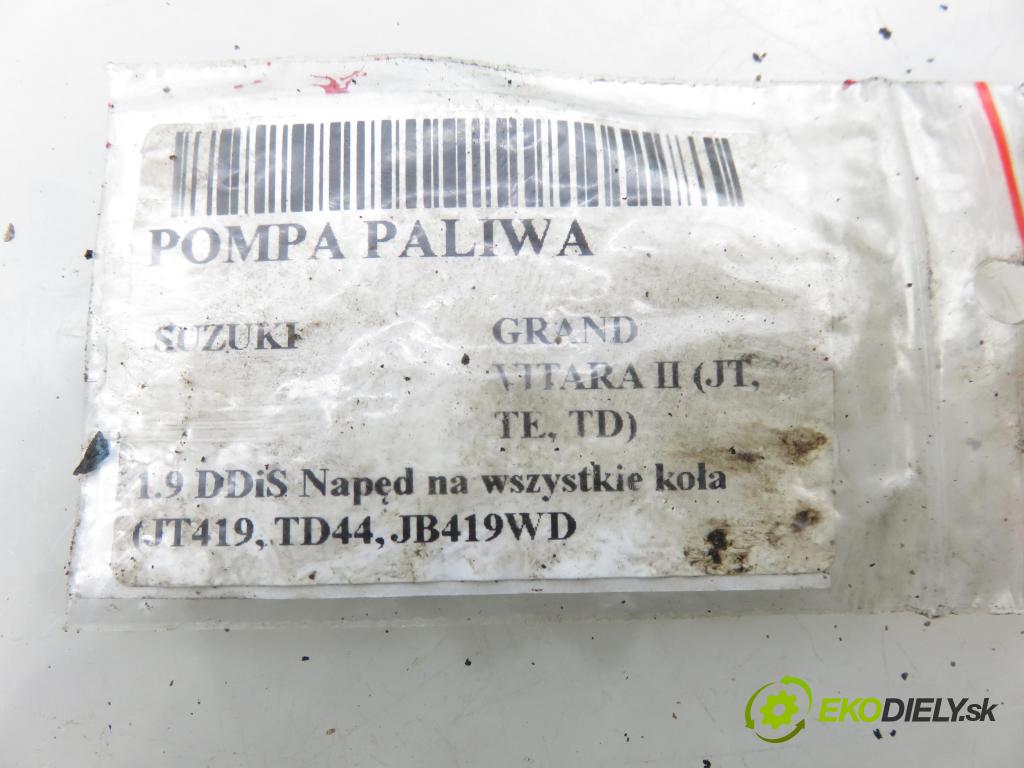 POMPA PALIWA
SUZUKI GRAND
VITARA II (JT,
TE, TD)
1.9 DDiS Napęd na wszystkie koła
(JT419, TD44, JB419WD
EKODIELY.sk